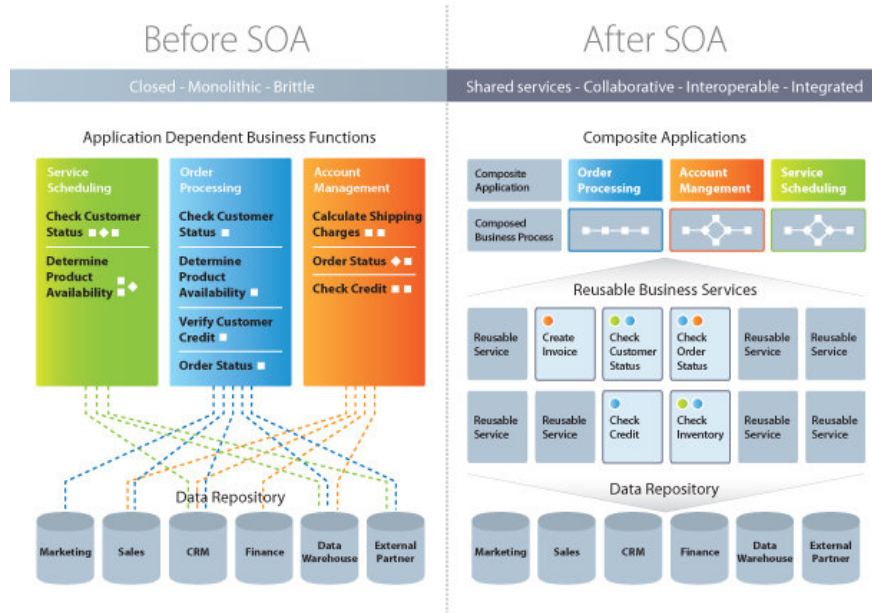 Before SOA
Closed - Monolithic - Brittle
Application Dependent Business Functions
Service
Scheduling
Check Customer
Status
Determine
Product
Availability
Order
Processing
Check Customer
Status
Determine
Product
Availability
Verify Customer
Credit
Order Status
Account
Management
Calculate Shipping
Charges
Order Status
Check Credit
Data Repository
Marketing
Sales
CRM
Finance
Data
Warehouse
External
Partner
After SOA
Shared services - Collaborative - Interoperable - Integrated
Composite Applications
Composite
Application
Order
Processing
Account
Mangement
Service
Scheduling
Composed
Business Process
Reusable Business Services
Reusable
Service
Create
Invoice
Check
Customer
Status
Check
Order
Status
Reusable
Service
Reusable
Service
Reusable
Service
Reusable
Service
Check
Credit
Check
Inventory
Reusable
Service
Reusable
Service
Data Repository
Marketing
Sales
CRM
Finance
Data
Warehouse
External
Partner